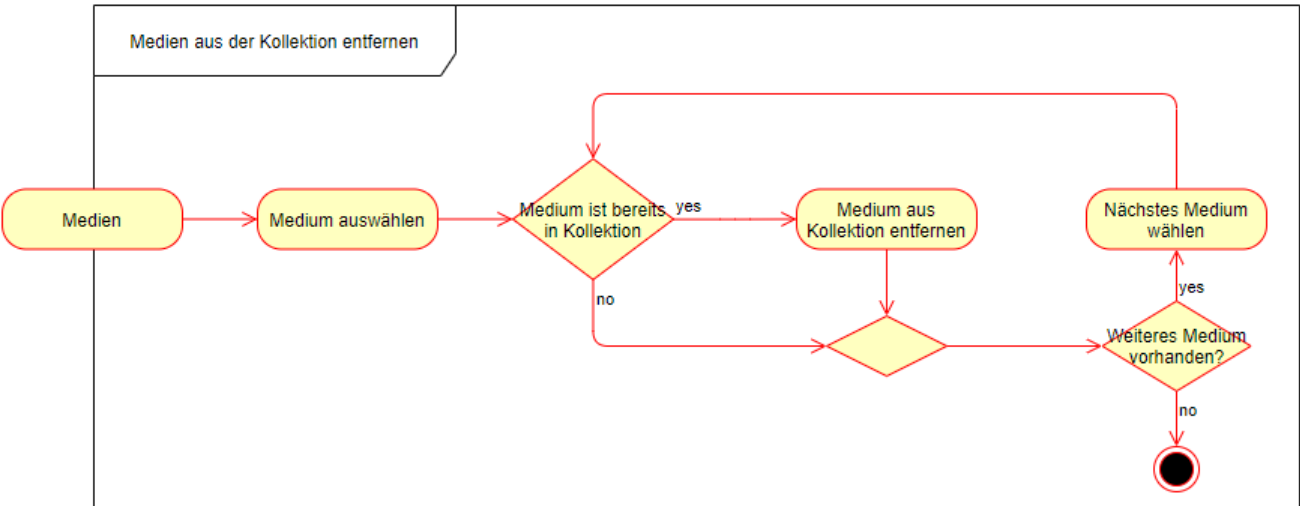 Medien aus der Kollektion entfernen
Medien
Medium auswählen
Medium ist bereits
in Kollektion
yes
Medium aus
Kollektion entfernen
Nächstes Medium
wählen
no
yes
Weiteres Medium
vorhanden?
no